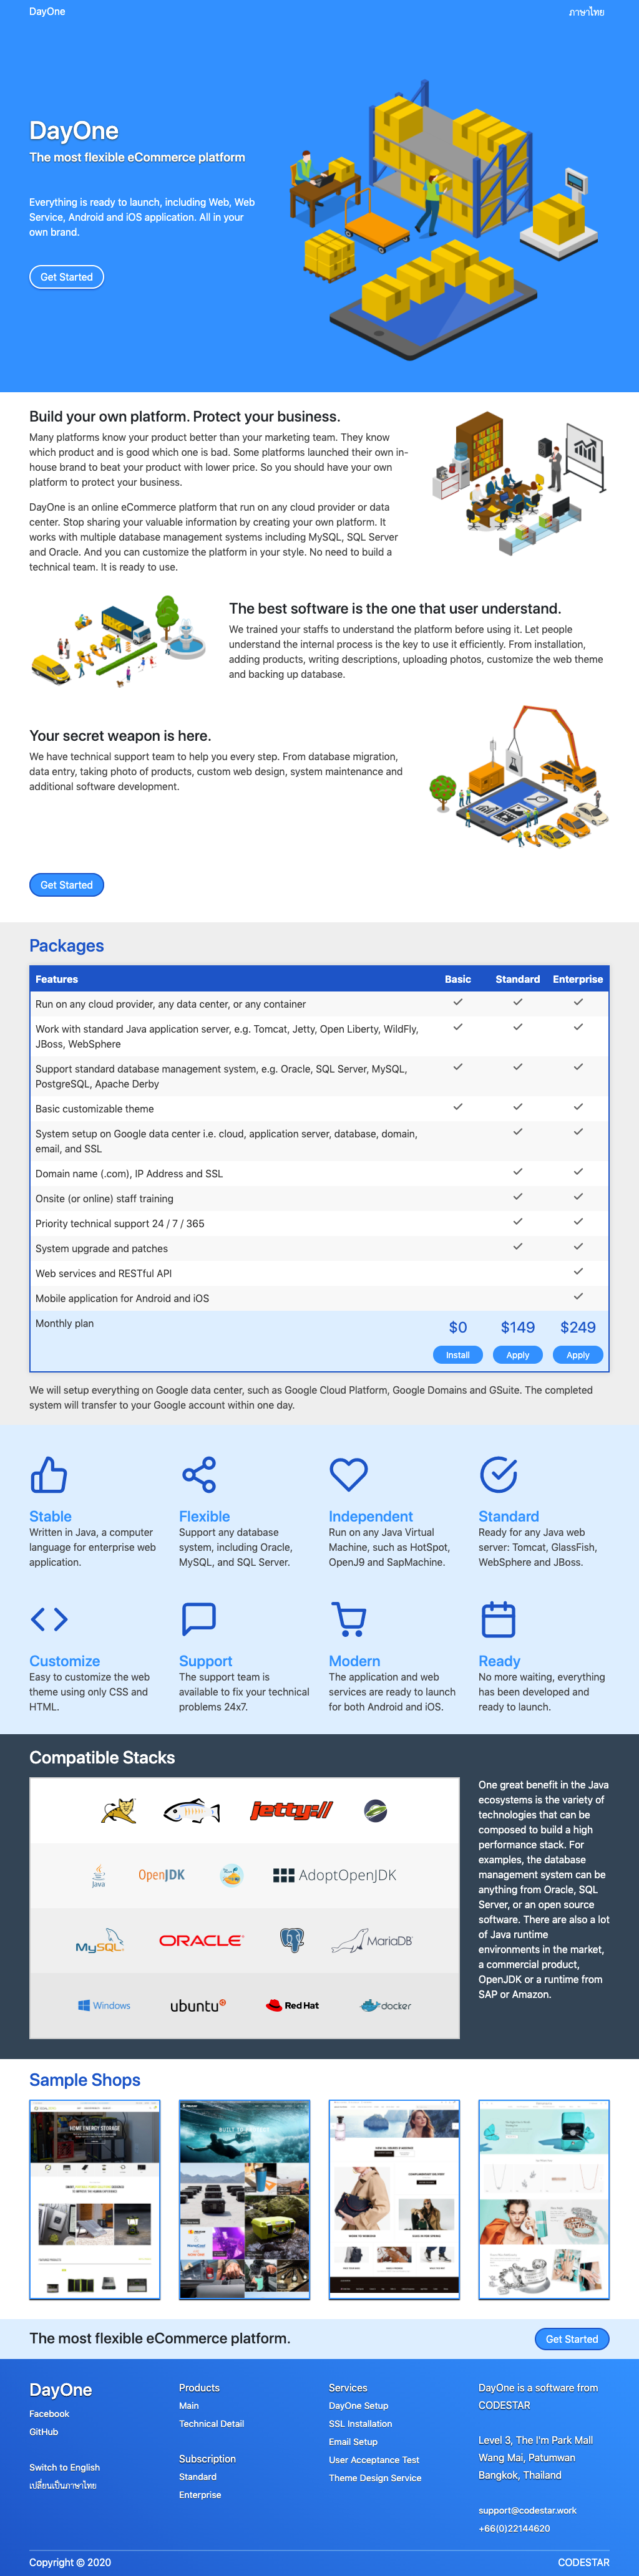 DayOne
ภาษาไทย
DayOne
The most flexible eCommerce platform
Everything is ready to launch, including Web, Web
Service, Android and iOS application. All in your
own brand.
Get Started
Build your own platform. Protect your business.
Many platforms know your product better than your marketing team. They know
which product and is good which one is bad. Some platforms launched their own in-
house brand to beat your product with lower price. So you should have your own
platform to protect your business.
DayOne is an online eCommerce platform that run on any cloud provider or data
center. Stop sharing your valuable information by creating your own platform. It
works with multiple database management systems including MySQL, SQL Server
and Oracle. And you can customize the platform in your style. No need to build a
technical team. It is ready to use.
The best software is the one that user understand.
We trained your staffs to understand the platform before using it. Let people
understand the internal process is the key to use it efficiently. From installation,
adding products, writing descriptions, uploading photos, customize the web theme
and backing up database.
Your secret weapon is here.
We have technical support team to help you every step. From database migration,
data entry, taking photo of products, custom web design, system maintenance and
additional software development.
Get Started
Packages
Features Basic Standard Enterprise
Run on any cloud provider, any data center, or any container
Work with standard Java application server, e.g. Tomcat, Jetty, Open Liberty, WildFly,
JBoss, WebSphere
Support standard database management system, e.g. Oracle, SQL Server, MySQL,
PostgreSQL, Apache Derby
Basic customizable theme
System setup on Google data center i.e. cloud, application server, database, domain,
email, and SSL
Domain name (.com), IP Address and SSL
Onsite (or online) staff training
Priority technical support 24 / 7 / 365
System upgrade and patches
Web services and RESTful API
Mobile application for Android and iOS
Monthly plan $0 $149 $249
Install Apply Apply
We will setup everything on Google data center, such as Google Cloud Platform, Google Domains and GSuite. The completed
system will transfer to your Google account within one day.
Stable
Written in Java, a computer
language for enterprise web
application.
Flexible
Support any database
system, including Oracle,
MySQL, and SQL Server.
Independent
Run on any Java Virtual
Machine, such as HotSpot,
OpenJ9 and SapMachine.
Standard
Ready for any Java web
server: Tomcat, GlassFish,
WebSphere and JBoss.
Customize
Easy to customize the web
theme using only CSS and
HTML.
Support
The support team is
available to fix your technical
problems 24x7.
Modern
The application and web
services are ready to launch
for both Android and iOS.
Ready
No more waiting, everything
has been developed and
ready to launch.
Compatible Stacks
jetty://
Java OpenJDK AdoptOpenJDK
MySQL ORACLE MariaDB
Windows ubuntu Red Hat docker
One great benefit in the Java
ecosystems is the variety of
technologies that can be
composed to build a high
performance stack. For
examples, the database
management system can be
anything from Oracle, SQL
Server, or an open source
software. There are also a lot
of Java runtime
environments in the market,
a commercial product,
OpenJDK or a runtime from
SAP or Amazon.
Sample Shops
HOME ENERGY STORAGE
The most flexible eCommerce platform.
Get Started
DayOne
Facebook
GitHub
Switch to English
เปลี่ยนเป็นภาษาไทย
Products
Main
Technical Detail
Subscription
Standard
Enterprise
Services
DayOne Setup
SSL Installation
Email Setup
User Acceptance Test
Theme Design Service
DayOne is a software from
CODESTAR
Level 3, The I'm Park Mall
Wang Mai, Patumwan
Bangkok, Thailand
support@codestar.work
+66(0)22144620
Copyright © 2020
CODESTAR